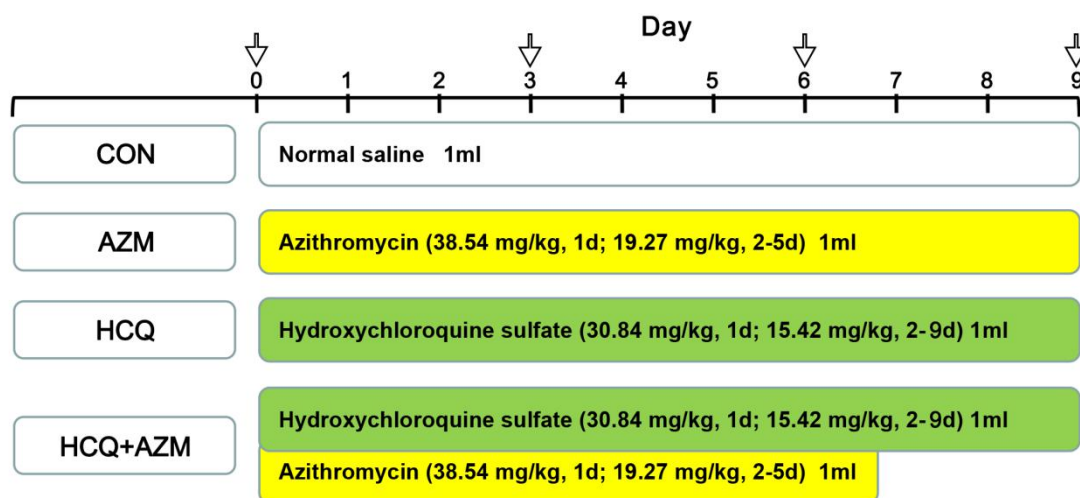 Day
0 1 2 3 4 5 6 7 8 9
CON
Normal saline 1ml
AZM
Azithromycin (38.54 mg/kg, 1d; 19.27 mg/kg, 2-5d) 1ml
HCQ
Hydroxychloroquine sulfate (30.84 mg/kg, 1d; 15.42 mg/kg, 2-9d) 1ml
HCQ+AZM
Hydroxychloroquine sulfate (30.84 mg/kg, 1d; 15.42 mg/kg, 2-9d) 1ml
Azithromycin (38.54 mg/kg, 1d; 19.27 mg/kg, 2-5d) 1ml